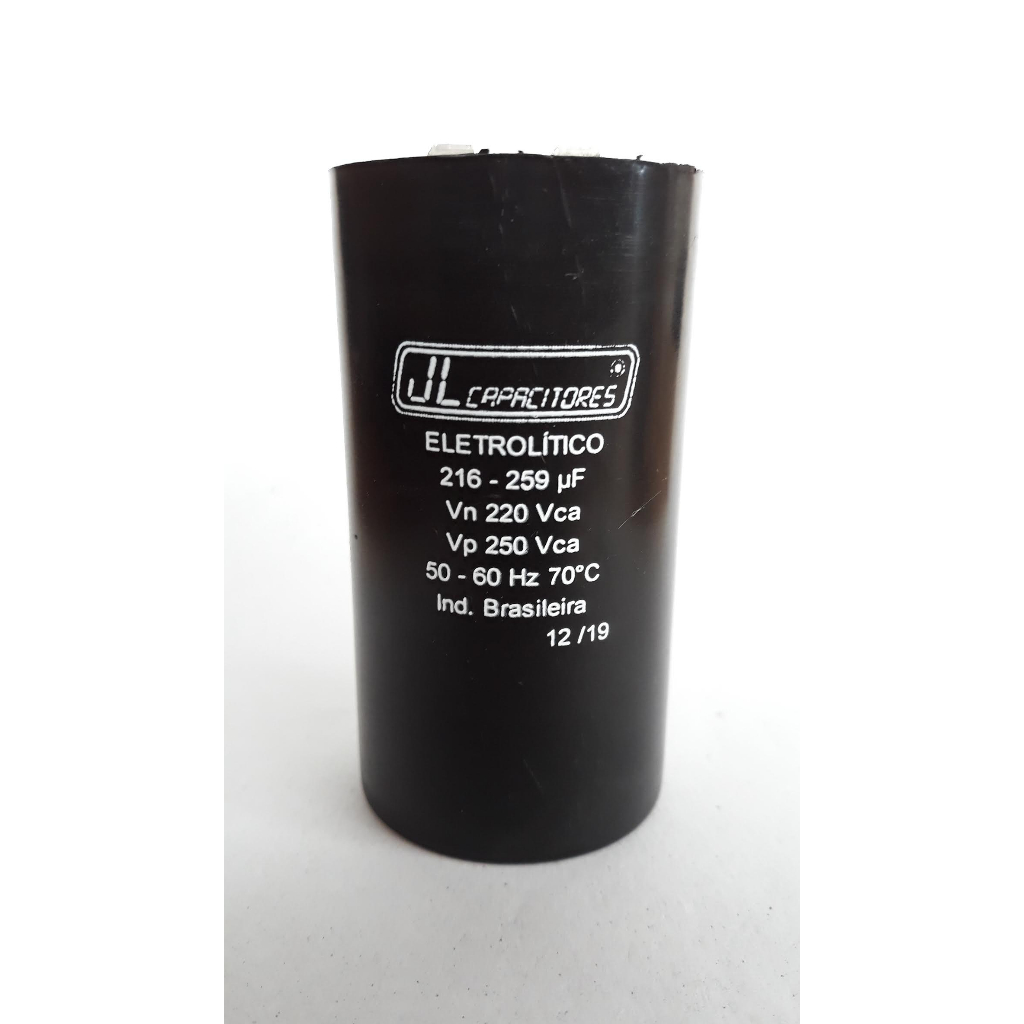 JL CAPACITORES
ELETROLÍTICO
216 - 259 µF
Vn 220 Vca
Vp 250 Vca
50 - 60 Hz 70°C
Ind. Brasileira
12 /19